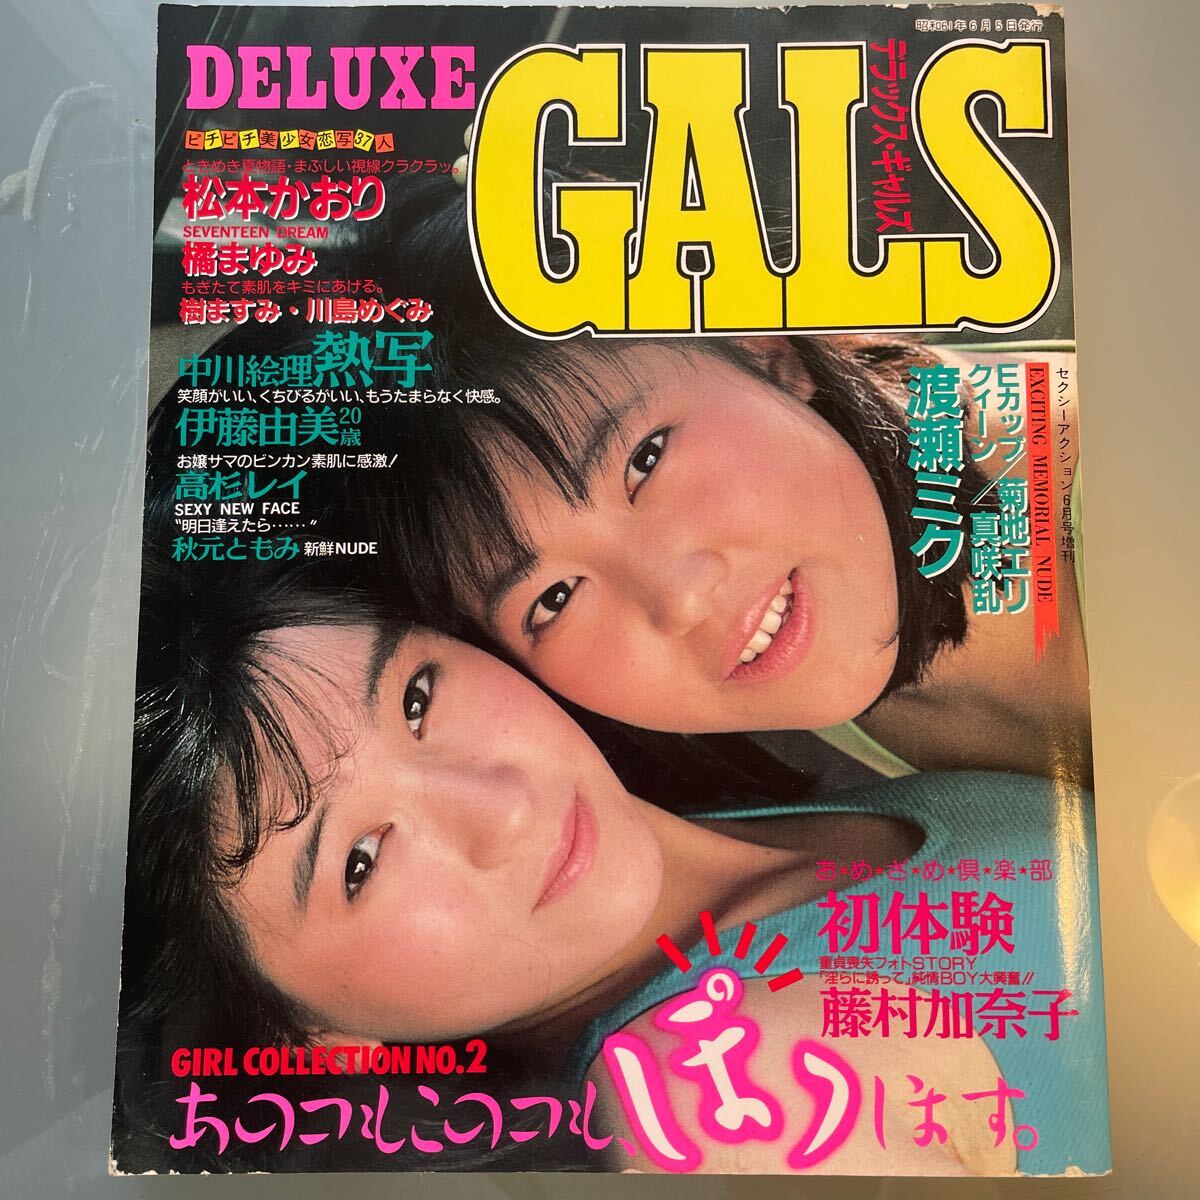 昭和61年6月5日発行
DELUXE
GALS
デラックス・ギャルズ
ピチピチ美少女恋写37人
ときめき夏物語・まぶしい視線クラクラッ。
松本かおり
SEVENTEEN DREAM
橘まゆみ
もぎたて素肌をキミにあげる。
樹ますみ・川島めぐみ
中川絵理熱写
笑顔がいい、くちびるがいい、もうたまらなく快感。
伊藤由美20歳
お嬢サマのビンカン素肌に感激!
高杉レイ
SEXY NEW FACE
"明日逢えたら……"
秋元ともみ 新鮮NUDE
セクシーアクション6月号増刊
EXCITING MEMORIAL NUDE
Eカップ/菊地エリ
クィーン/真咲乱
渡瀬ミク
お★め★ざ★め★倶★楽★部
初体験
童貞喪失フォトSTORY
「淫らに誘って」純情BOY大興奮!!
藤村加奈子
GIRL COLLECTION NO.2
あのコもこのコも、ぽっします。